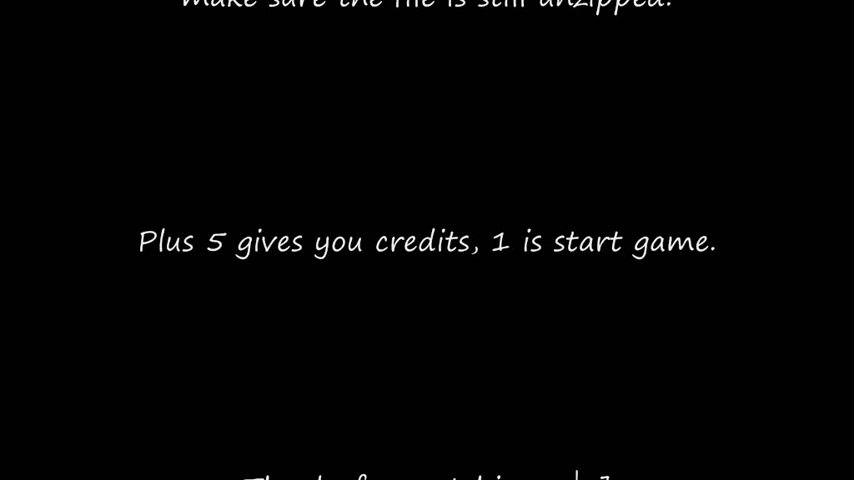 Make sure the file is still unzipped.
Plus 5 gives you credits, 1 is start game.